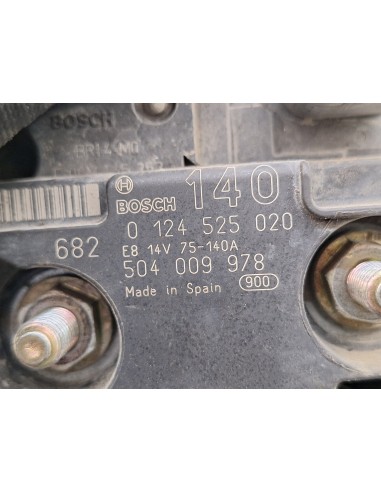 BOSCH
BOSCH 140
0 124 525 020
682
E8 14V 75-140A
504 009 978
Made in Spain 900